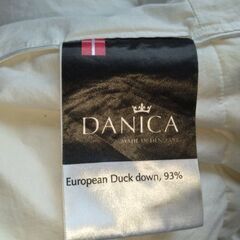 DANICA
MADE IN DENMARK
European Duck down, 93%